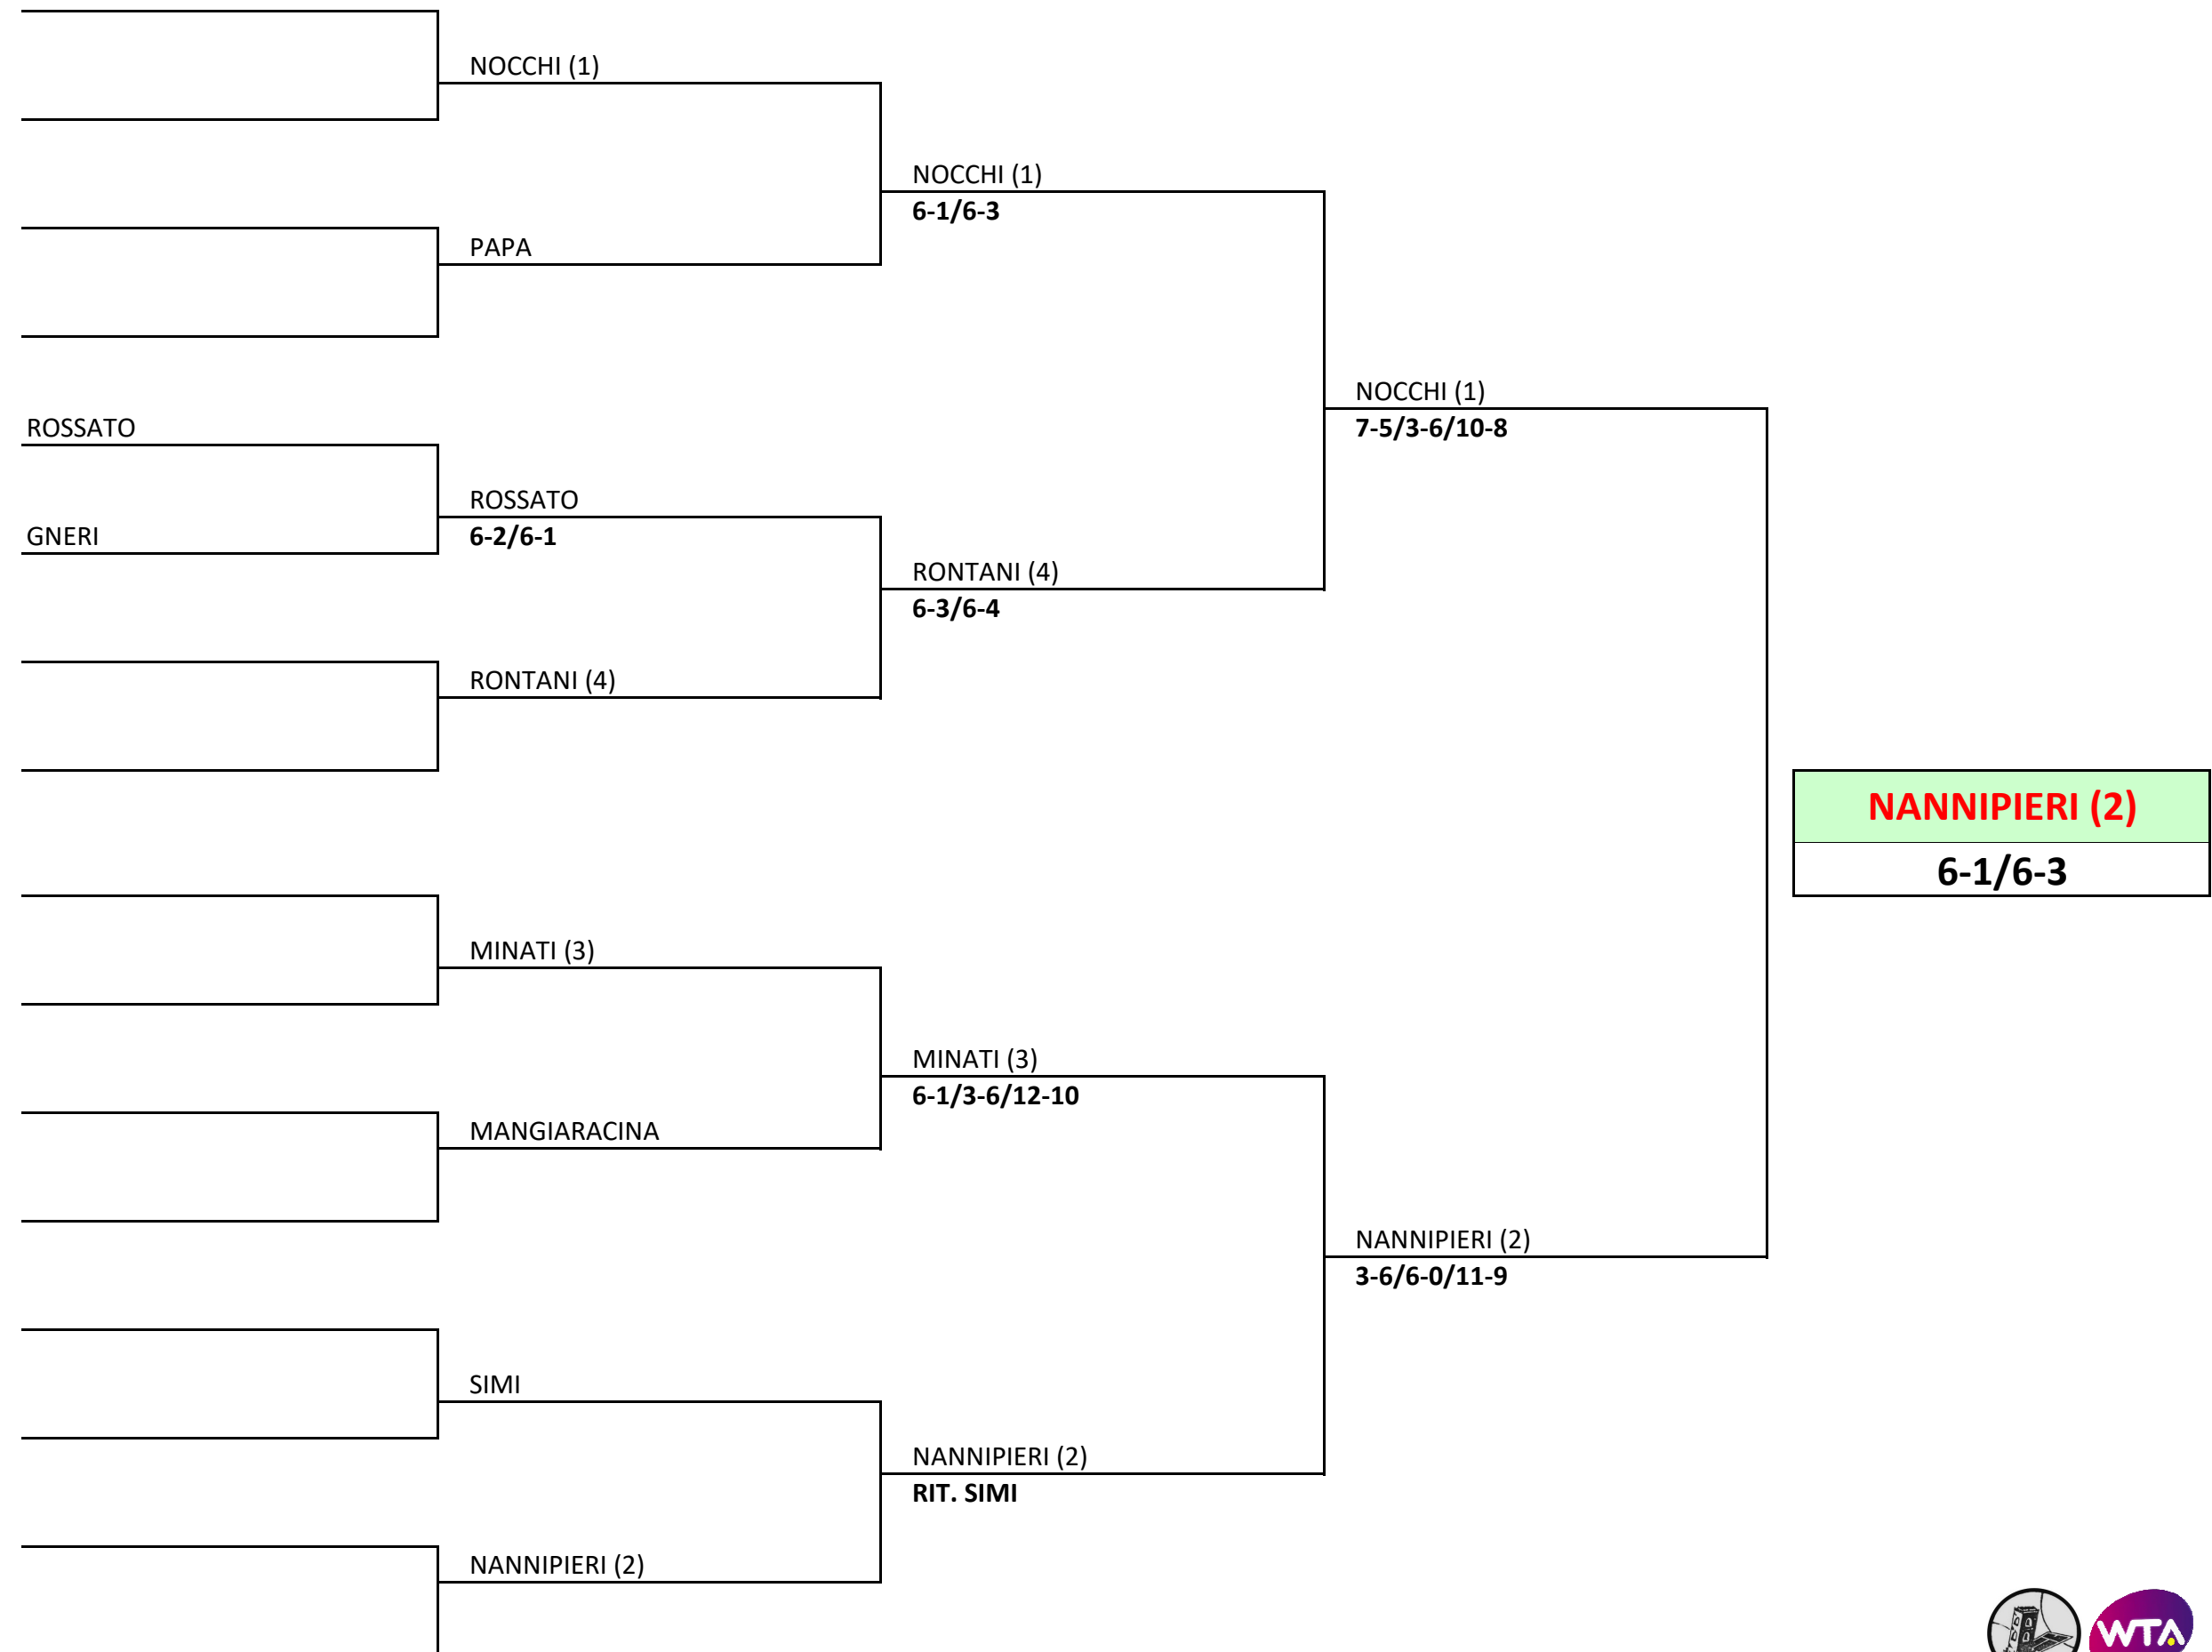 NOCCHI (1)
NOCCHI (1)
6-1/6-3
PAPA
NOCCHI (1)
7-5/3-6/10-8
ROSSATO
ROSSATO
6-2/6-1
GNERI
RONTANI (4)
6-3/6-4
RONTANI (4)
NANNIPIERI (2)
6-1/6-3
MINATI (3)
MINATI (3)
6-1/3-6/12-10
MANGIARACINA
NANNIPIERI (2)
3-6/6-0/11-9
SIMI
NANNIPIERI (2)
RIT. SIMI
NANNIPIERI (2)
WTA